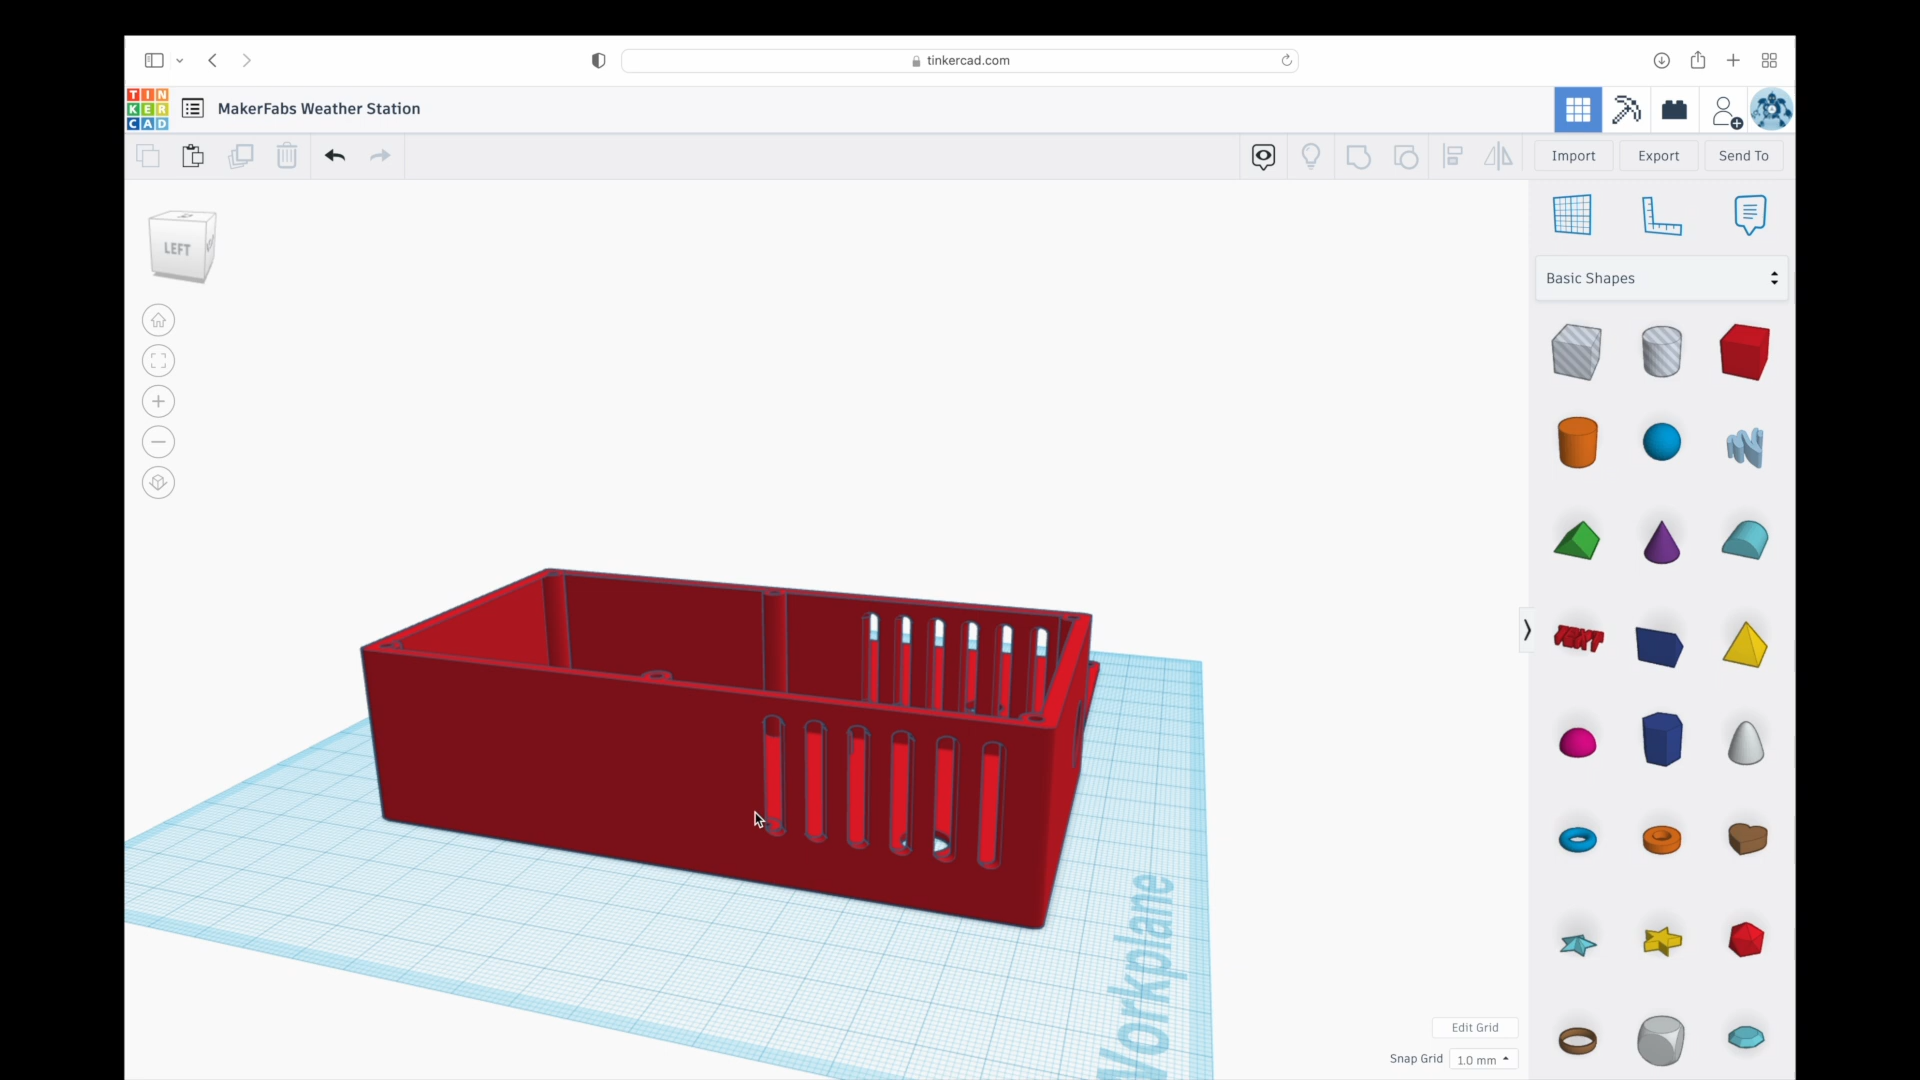 tinkercad.com
TIN
KER
CAD
MakerFabs Weather Station
Import
Export
Send To
LEFT
Basic Shapes
TEXT
Workplane
Edit Grid
Snap Grid
1.0 mm